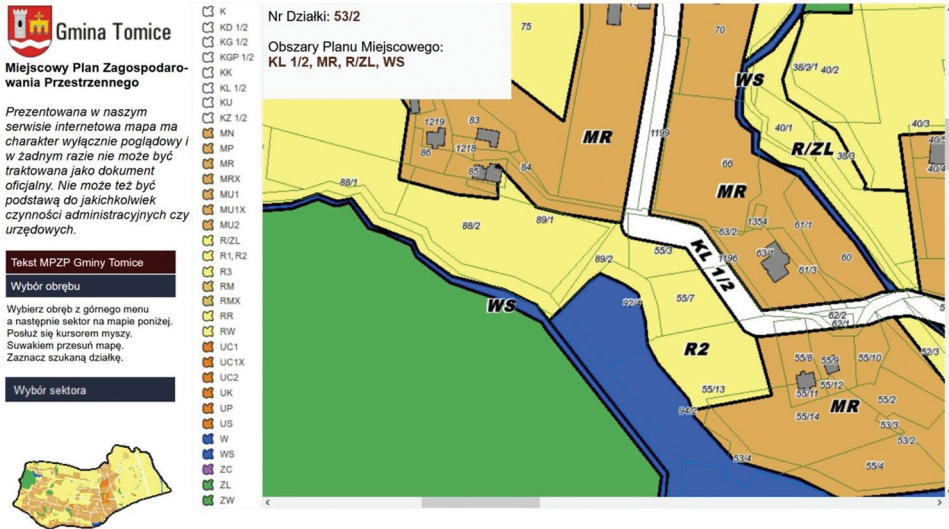 Gmina Tomice
Miejscowy Plan Zagospodaro-
wania Przestrzennego
Prezentowana w naszym
serwisie internetowa mapa ma
charakter wyłącznie poglądowy i
w żadnym razie nie może być
traktowana jako dokument
oficjalny. Nie może też być
podstawą do jakichkolwiek
czynności administracyjnych czy
urzędowych.
Tekst MPZP Gminy Tomice
Wybór obrębu
Wybierz obręb z górnego menu
a następnie sektor na mapie poniżej.
Posłuż się kursorem myszy.
Suwakiem przesuń mapę.
Zaznacz szukaną działkę.
Wybór sektora
K
KD 1/2
KG 1/2
KGP 1/2
KK
KL 1/2
KU
KZ 1/2
MN
MP
MR
MRX
MU1
MU1X
MU2
R/ZL
R1, R2
R3
RM
RMX
RR
RW
UC1
UC1X
UC2
UK
UP
US
W
WS
ZC
ZL
ZW
Nr Działki: 53/2
Obszary Planu Miejscowego:
KL 1/2, MR, R/ZL, WS
75
70
WS
38/2/1 40/2
1219
83
86
1218
85
84
MR
1199
40/1
R/ZL
38/3
40/3
40/4
66
MR
88/1
88/2
89/1
1354
63/2
61/1
89/2
55/3
KL 1/2
1196
63/1
61/3
60
WS
92/4
55/7
62/2
62/1
R2
55/8
55/9
55/10
52/3
55/13
55/11
55/12
55/2
94/2
55/14
MR
53/3
53/2
53/4
55/4